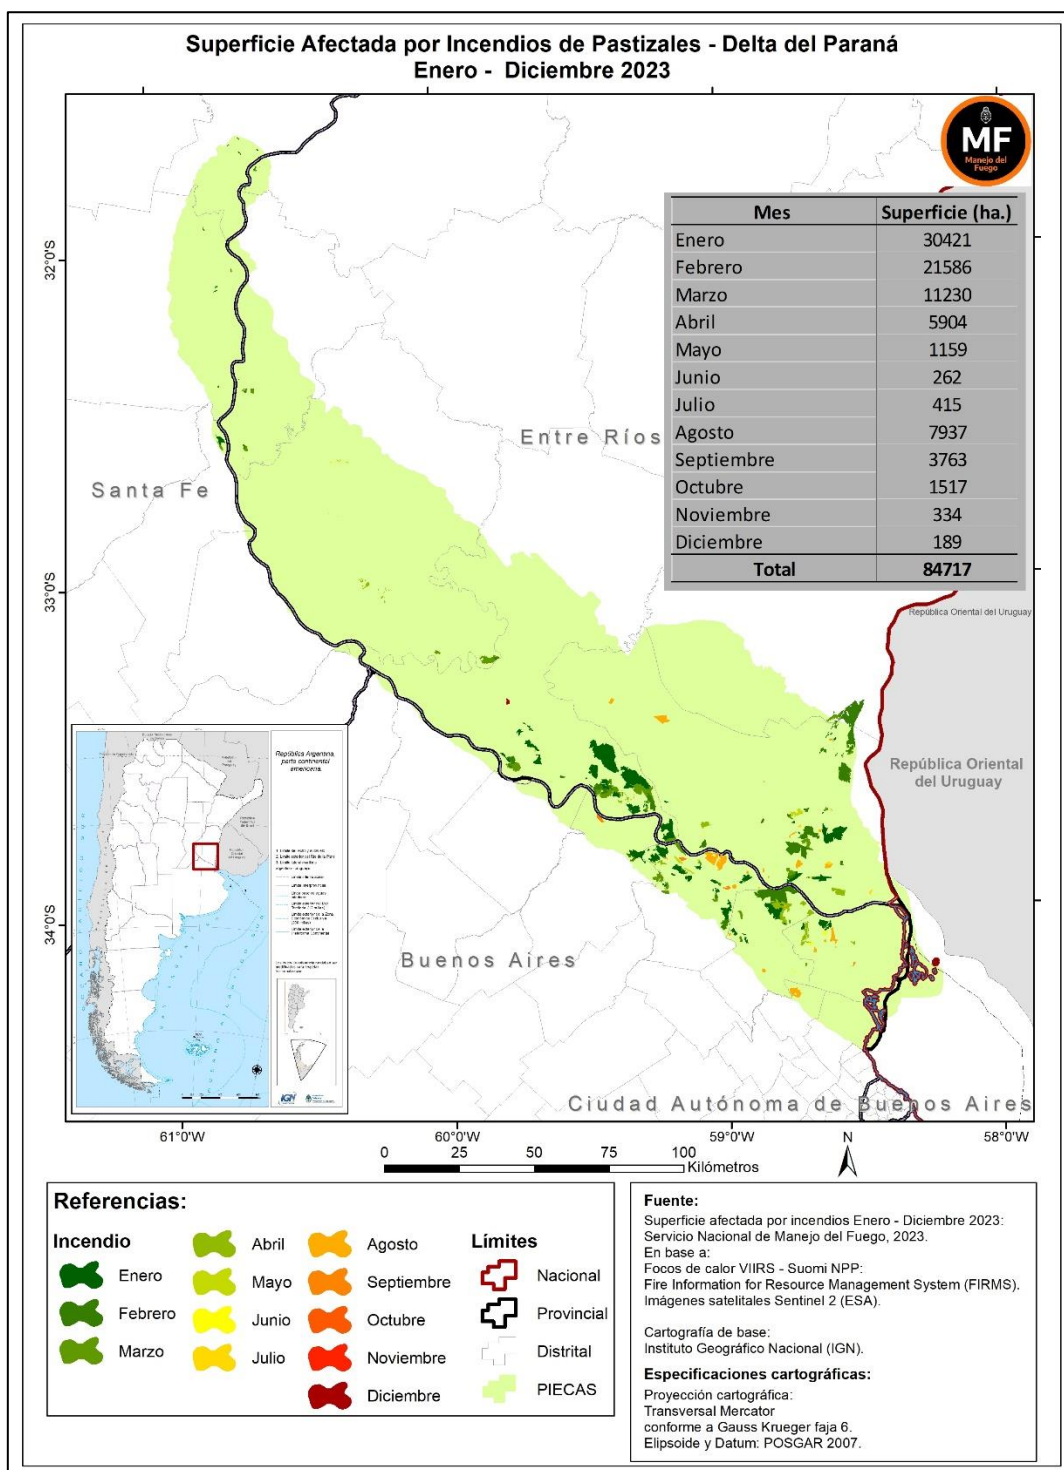 Superficie Afectada por Incendios de Pastizales - Delta del Paraná
Enero - Diciembre 2023
MF
Manejo del
Fuego
Mes Superficie (ha.)
Enero 30421
Febrero 21586
Marzo 11230
Abril 5904
Mayo 1159
Junio 262
Julio 415
Agosto 7937
Septiembre 3763
Octubre 1517
Noviembre 334
Diciembre 189
Total 84717
32°0'S
33°0'S
34°0'S
Entre Ríos
Santa Fe
República Oriental del Uruguay
República Oriental
del Uruguay
Buenos Aires
Ciudad Autónoma de Buenos Aires
República Argentina,
parte continental
americana.
IGN
61°0'W
60°0'W
59°0'W
58°0'W
N
0 25 50 75 100
Kilómetros
Referencias:
Incendio
Enero
Febrero
Marzo
Abril
Mayo
Junio
Julio
Agosto
Septiembre
Octubre
Noviembre
Diciembre
Límites
Nacional
Provincial
Distrital
PIECAS
Fuente:
Superficie afectada por incendios Enero - Diciembre 2023:
Servicio Nacional de Manejo del Fuego, 2023.
En base a:
Focos de calor VIIRS - Suomi NPP:
Fire Information for Resource Management System (FIRMS).
Imágenes satelitales Sentinel 2 (ESA).
Cartografía de base:
Instituto Geográfico Nacional (IGN).
Especificaciones cartográficas:
Proyección cartográfica:
Transversal Mercator
conforme a Gauss Krueger faja 6.
Elipsoide y Datum: POSGAR 2007.